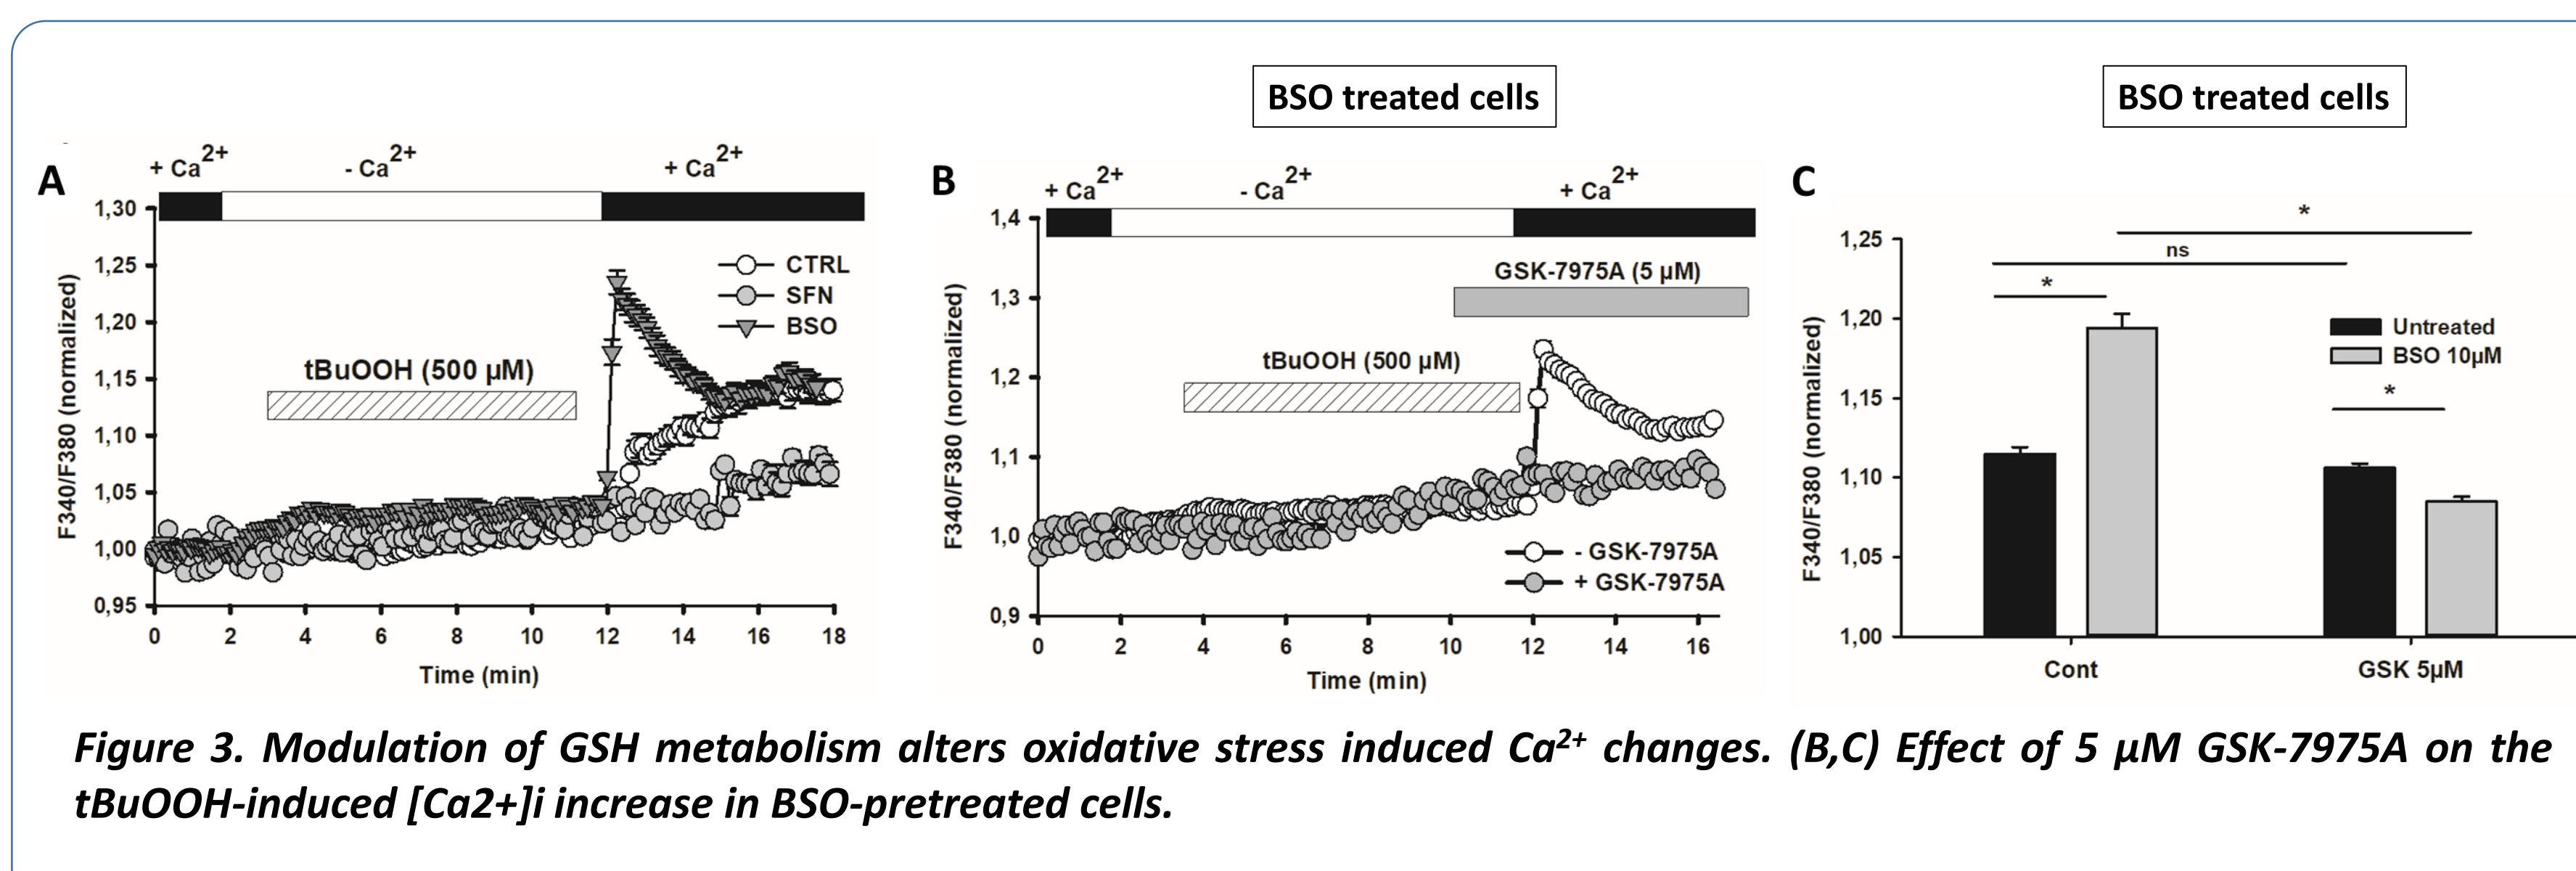 BSO treated cells
BSO treated cells
A
+ Ca2+
- Ca2+
+ Ca2+
F340/F380 (normalized)
1,30
1,25
1,20
1,15
1,10
1,05
1,00
0,95
CTRL
SFN
BSO
tBuOOH (500 µM)
0 2 4 6 8 10 12 14 16 18
Time (min)
B
+ Ca2+
- Ca2+
+ Ca2+
F340/F380 (normalized)
1,4
1,3
1,2
1,1
1,0
0,9
GSK-7975A (5 µM)
tBuOOH (500 µM)
- GSK-7975A
+ GSK-7975A
0 2 4 6 8 10 12 14 16
Time (min)
C
F340/F380 (normalized)
1,25
1,20
1,15
1,10
1,05
1,00
*
ns
*
Untreated
BSO 10µM
*
Cont GSK 5µM
Figure 3. Modulation of GSH metabolism alters oxidative stress induced Ca2+ changes. (B,C) Effect of 5 µM GSK-7975A on the
tBuOOH-induced [Ca2+]i increase in BSO-pretreated cells.